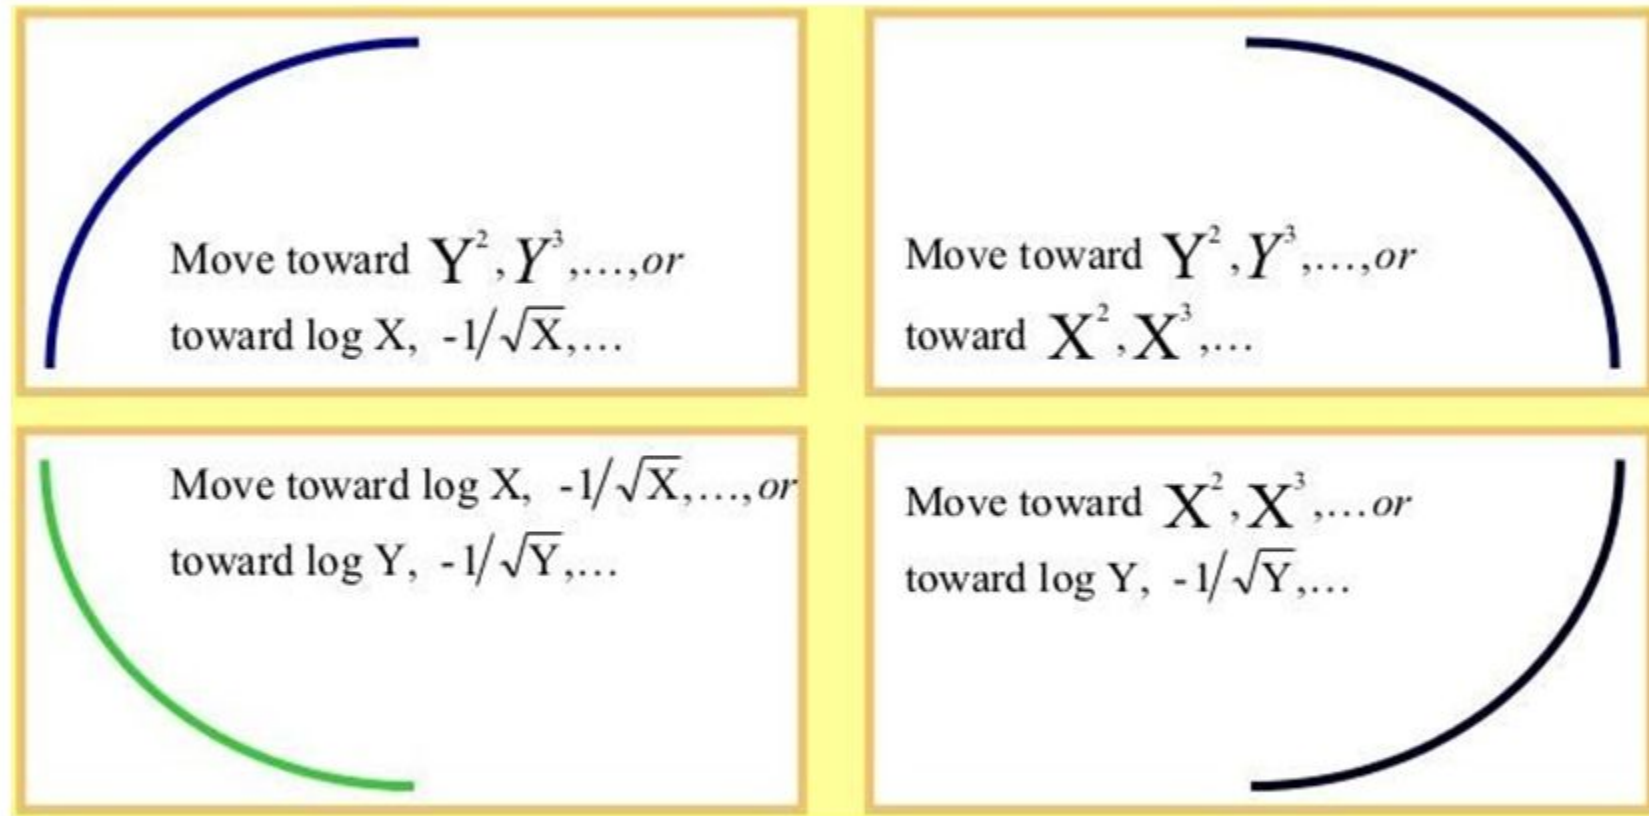 Move toward Y²,Y³,...,or
toward log X, -1/√X,...
Move toward Y²,Y³,...,or
toward X²,X³,...
Move toward log X, -1/√X,...,or
toward log Y, -1/√Y,...
Move toward X²,X³,...or
toward log Y, -1/√Y,...